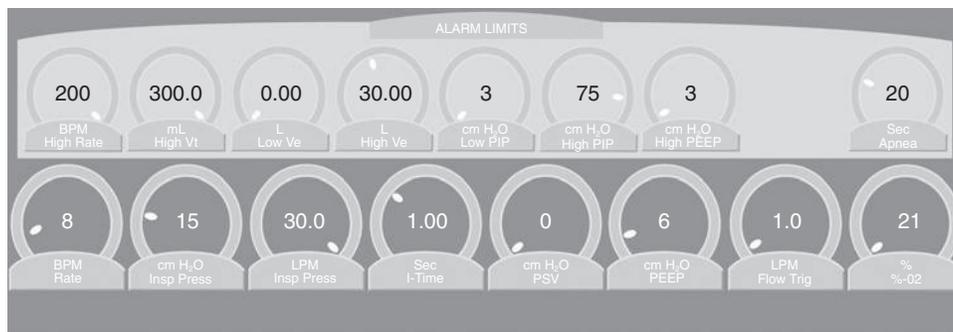 ALARM LIMITS
200 300.0 0.00 30.00 3 75 3 20
BPM mL L L cm H₂O cm H₂O cm H₂O Sec
High Rate High Vt Low Ve High Ve Low PIP High PIP High PEEP Apnea
8 15 30.0 1.00 0 6 1.0 21
BPM cm H₂O LPM Sec cm H₂O cm H₂O LPM %
Rate Insp Press Insp Press I-Time PSV PEEP Flow Trig %-02